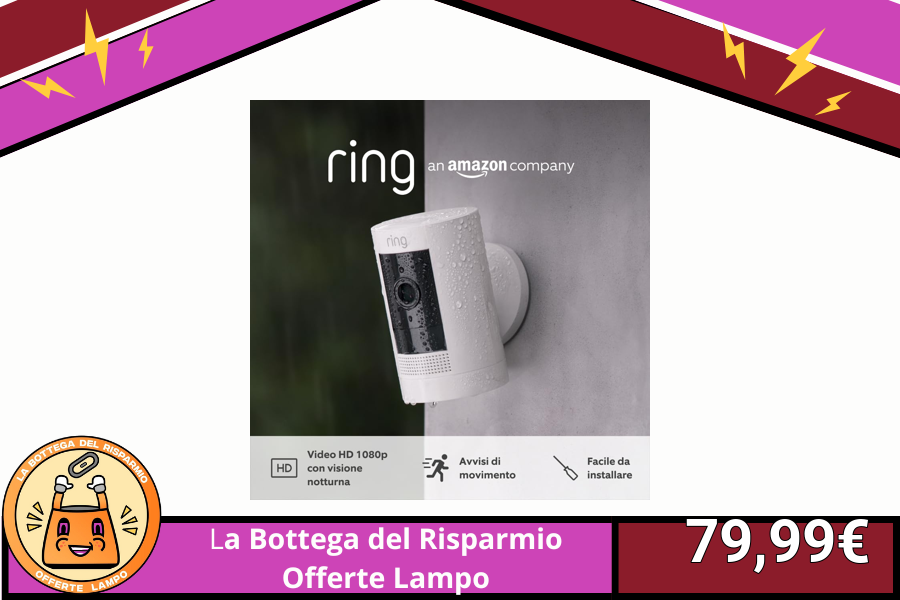 ring an amazon company
ring
HD
Video HD 1080p
con visione
notturna
Avvisi di
movimento
Facile da
installare
LA BOTTEGA DEL RISPARMIO
OFFERTE LAMPO
La Bottega del Risparmio
Offerte Lampo
79,99€